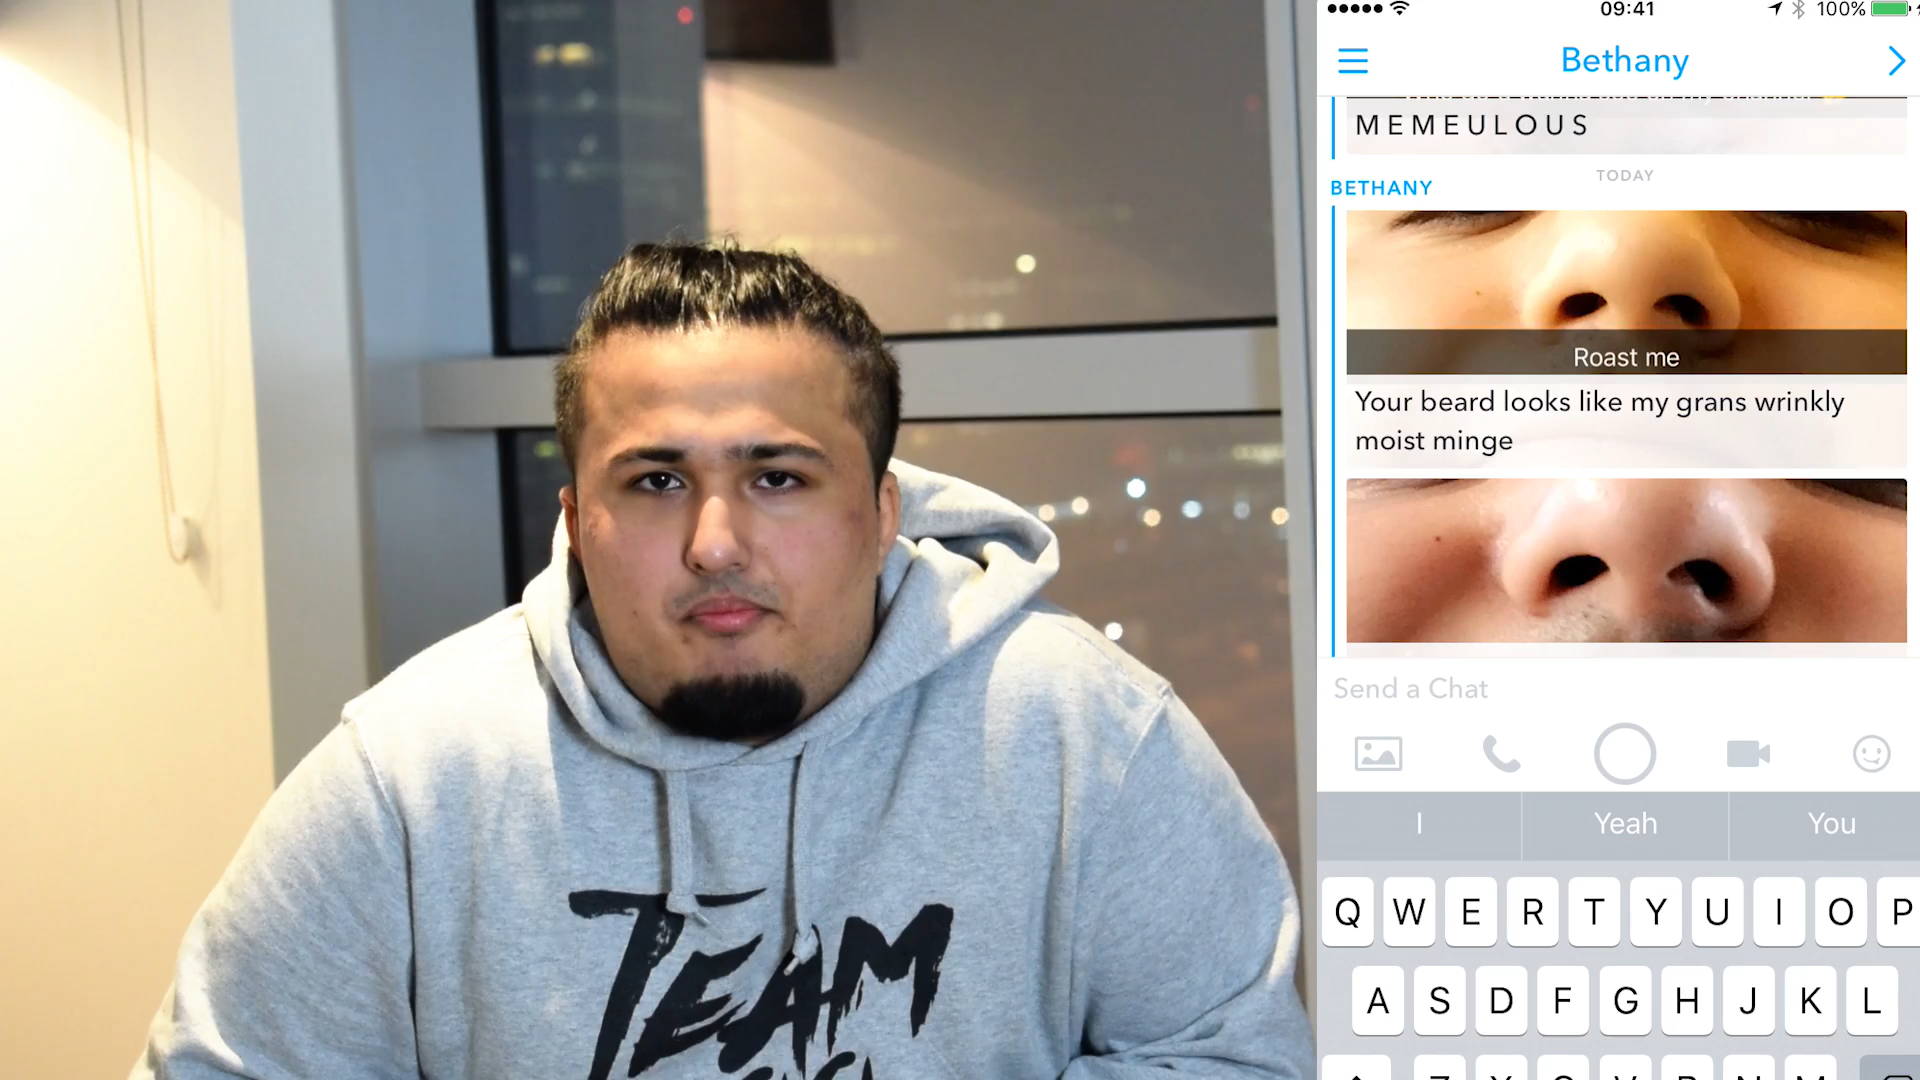 09:41
100%
Bethany
MEMEULOUS
TODAY
BETHANY
Roast me
Your beard looks like my grans wrinkly
moist minge
Send a Chat
I Yeah You
Q W E R T Y U I O P
A S D F G H J K L
TEAM